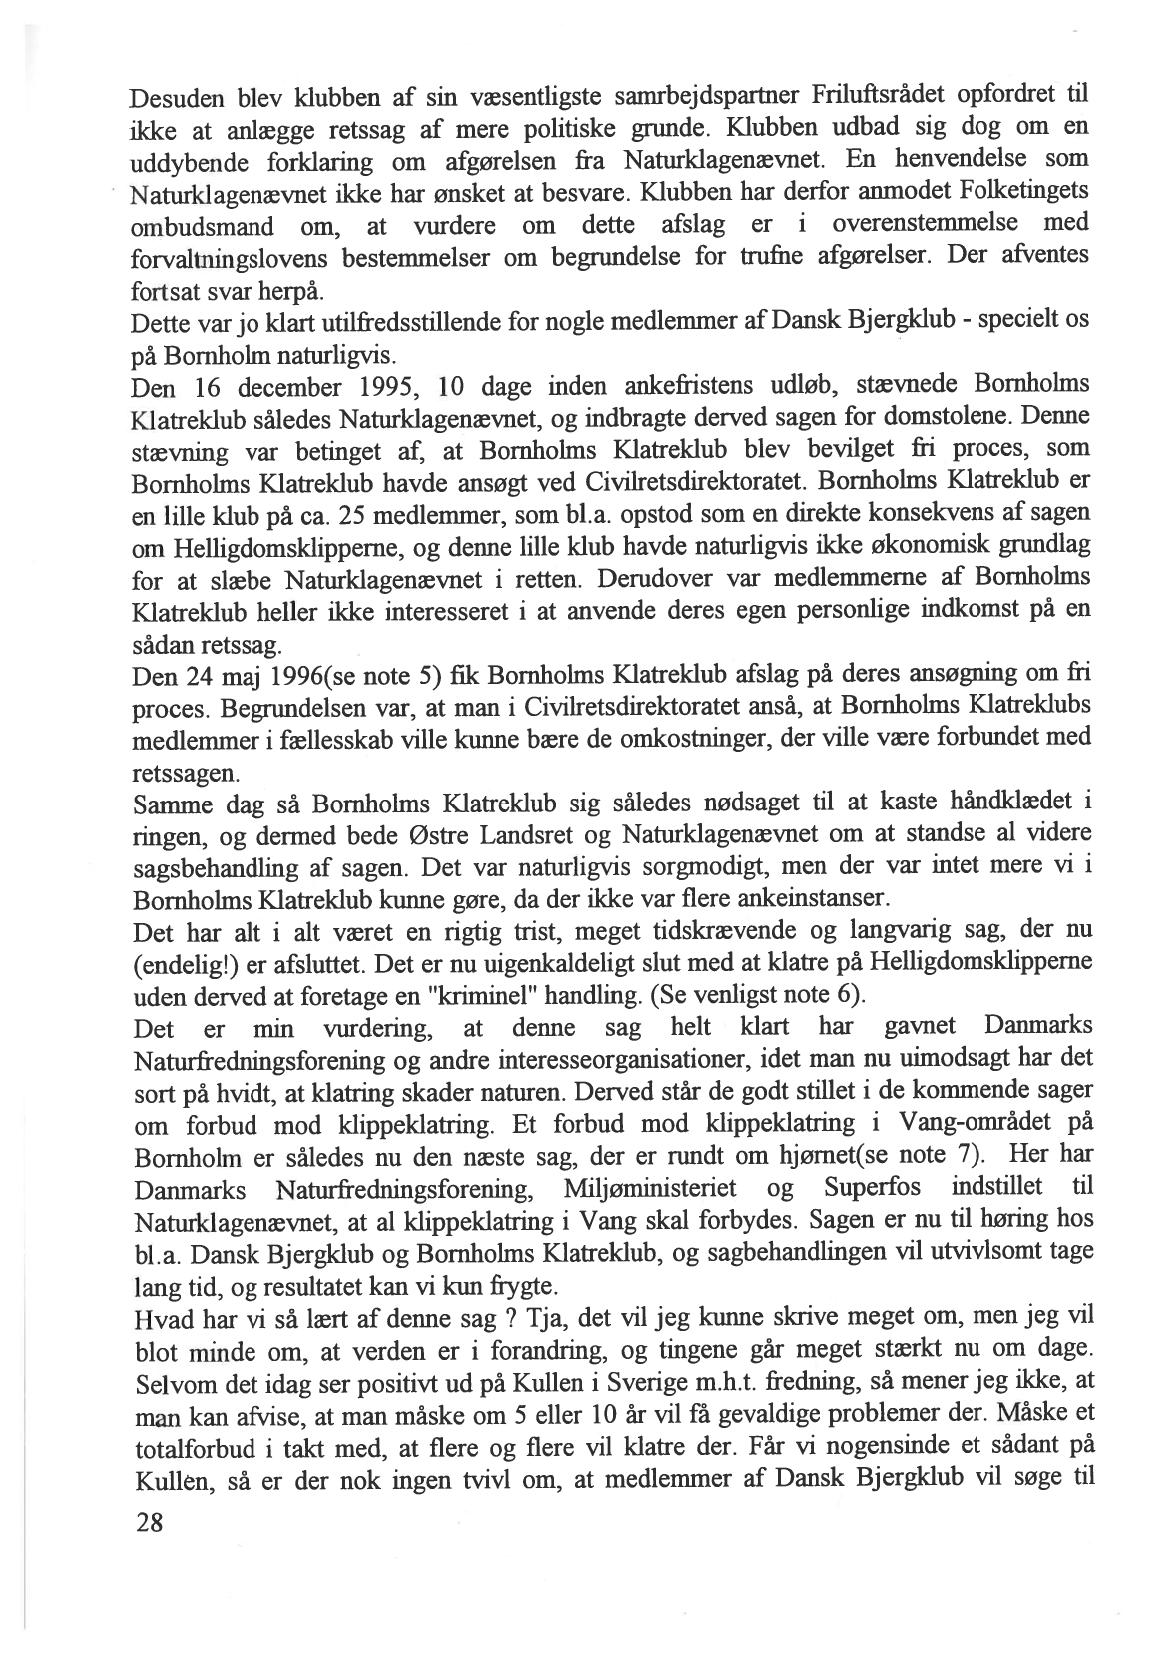 Desuden blev klubben af sin væsentligste samrbejdspartner Friluftsrådet opfordret til
ikke at anlægge retssag af mere politiske grunde. Klubben udbad sig dog om en
uddybende forklaring om afgørelsen fra Naturklagenævnet. En henvendelse som
Naturklagenævnet ikke har ønsket at besvare. Klubben har derfor anmodet Folketingets
ombudsmand om, at vurdere om dette afslag er i overenstemmelse med
forvaltningslovens bestemmelser om begrundelse for trufne afgørelser. Der afventes
fortsat svar herpå.
Dette var jo klart utilfredsstillende for nogle medlemmer af Dansk Bjergklub - specielt os
på Bornholm naturligvis.
Den 16 december 1995, 10 dage inden ankefristens udløb, stævnede Bornholms
Klatreklub således Naturklagenævnet, og indbragte derved sagen for domstolene. Denne
stævning var betinget af, at Bornholms Klatreklub blev bevilget fri proces, som
Bornholms Klatreklub havde ansøgt ved Civilretsdirektoratet. Bornholms Klatreklub er
en lille klub på ca. 25 medlemmer, som bl.a. opstod som en direkte konsekvens af sagen
om Helligdomsklipperne, og denne lille klub havde naturligvis ikke økonomisk grundlag
for at slæbe Naturklagenævnet i retten. Derudover var medlemmerne af Bornholms
Klatreklub heller ikke interesseret i at anvende deres egen personlige indkomst på en
sådan retssag.
Den 24 maj 1996(se note 5) fik Bornholms Klatreklub afslag på deres ansøgning om fri
proces. Begrundelsen var, at man i Civilretsdirektoratet anså, at Bornholms Klatreklubs
medlemmer i fællesskab ville kunne bære de omkostninger, der ville være forbundet med
retssagen.
Samme dag så Bornholms Klatreklub sig således nødsaget til at kaste håndklædet i
ringen, og dermed bede Østre Landsret og Naturklagenævnet om at standse al videre
sagsbehandling af sagen. Det var naturligvis sorgmodigt, men der var intet mere vi i
Bornholms Klatreklub kunne gøre, da der ikke var flere ankeinstanser.
Det har alt i alt været en rigtig trist, meget tidskrævende og langvarig sag, der nu
(endelig!) er afsluttet. Det er nu uigenkaldeligt slut med at klatre på Helligdomsklipperne
uden derved at foretage en "kriminel" handling. (Se venligst note 6).
Det er min vurdering, at denne sag helt klart har gavnet Danmarks
Naturfredningsforening og andre interesseorganisationer, idet man nu uimodsagt har det
sort på hvidt, at klatring skader naturen. Derved står de godt stillet i de kommende sager
om forbud mod klippeklatring. Et forbud mod klippeklatring i Vang-området på
Bornholm er således nu den næste sag, der er rundt om hjørnet(se note 7). Her har
Danmarks Naturfredningsforening, Miljøministeriet og Superfos indstillet til
Naturklagenævnet, at al klippeklatring i Vang skal forbydes. Sagen er nu til høring hos
bl.a. Dansk Bjergklub og Bornholms Klatreklub, og sagbehandlingen vil utvivlsomt tage
lang tid, og resultatet kan vi kun frygte.
Hvad har vi så lært af denne sag ? Tja, det vil jeg kunne skrive meget om, men jeg vil
blot minde om, at verden er i forandring, og tingene går meget stærkt nu om dage.
Selvom det idag ser positivt ud på Kullen i Sverige m.h.t. fredning, så mener jeg ikke, at
man kan afvise, at man måske om 5 eller 10 år vil få gevaldige problemer der. Måske et
totalforbud i takt med, at flere og flere vil klatre der. Får vi nogensinde et sådant på
Kullen, så er der nok ingen tvivl om, at medlemmer af Dansk Bjergklub vil søge til
28